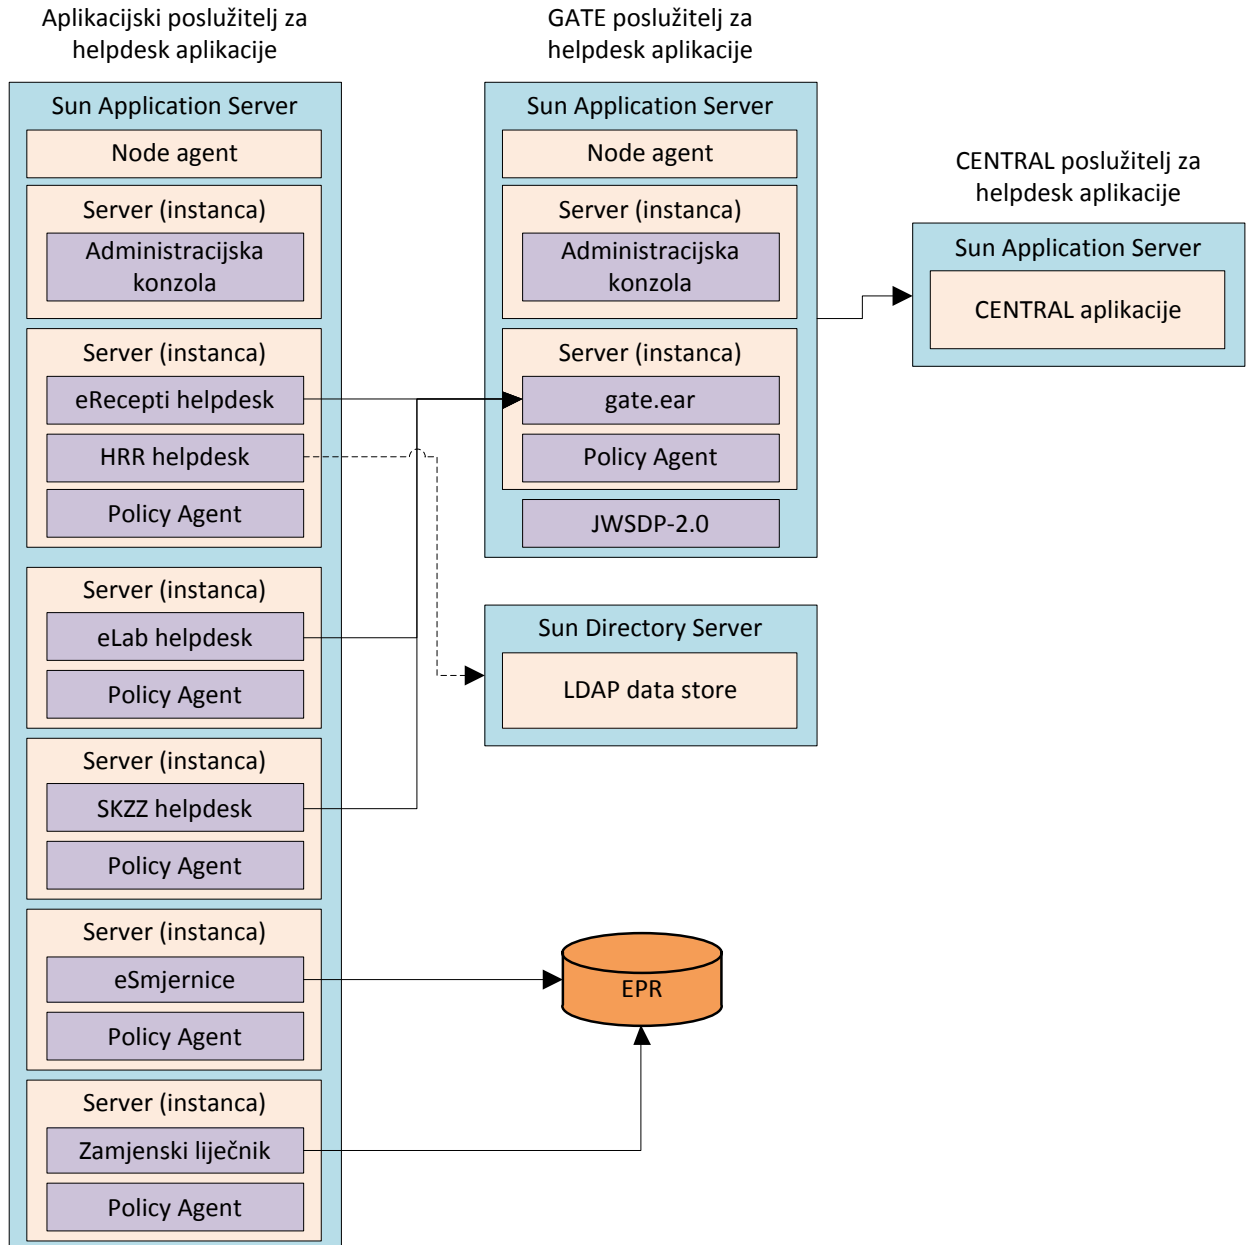 Aplikacijski poslužitelj za
helpdesk aplikacije
Sun Application Server
Node agent
Server (instanca)
Administracijska
konzola
Server (instanca)
eRecepti helpdesk
HRR helpdesk
Policy Agent
Server (instanca)
eLab helpdesk
Policy Agent
Server (instanca)
SKZZ helpdesk
Policy Agent
Server (instanca)
eSmjernice
Policy Agent
Server (instanca)
Zamjenski liječnik
Policy Agent
GATE poslužitelj za
helpdesk aplikacije
Sun Application Server
Node agent
Server (instanca)
Administracijska
konzola
Server (instanca)
gate.ear
Policy Agent
JWSDP-2.0
Sun Directory Server
LDAP data store
EPR
CENTRAL poslužitelj za
helpdesk aplikacije
Sun Application Server
CENTRAL aplikacije